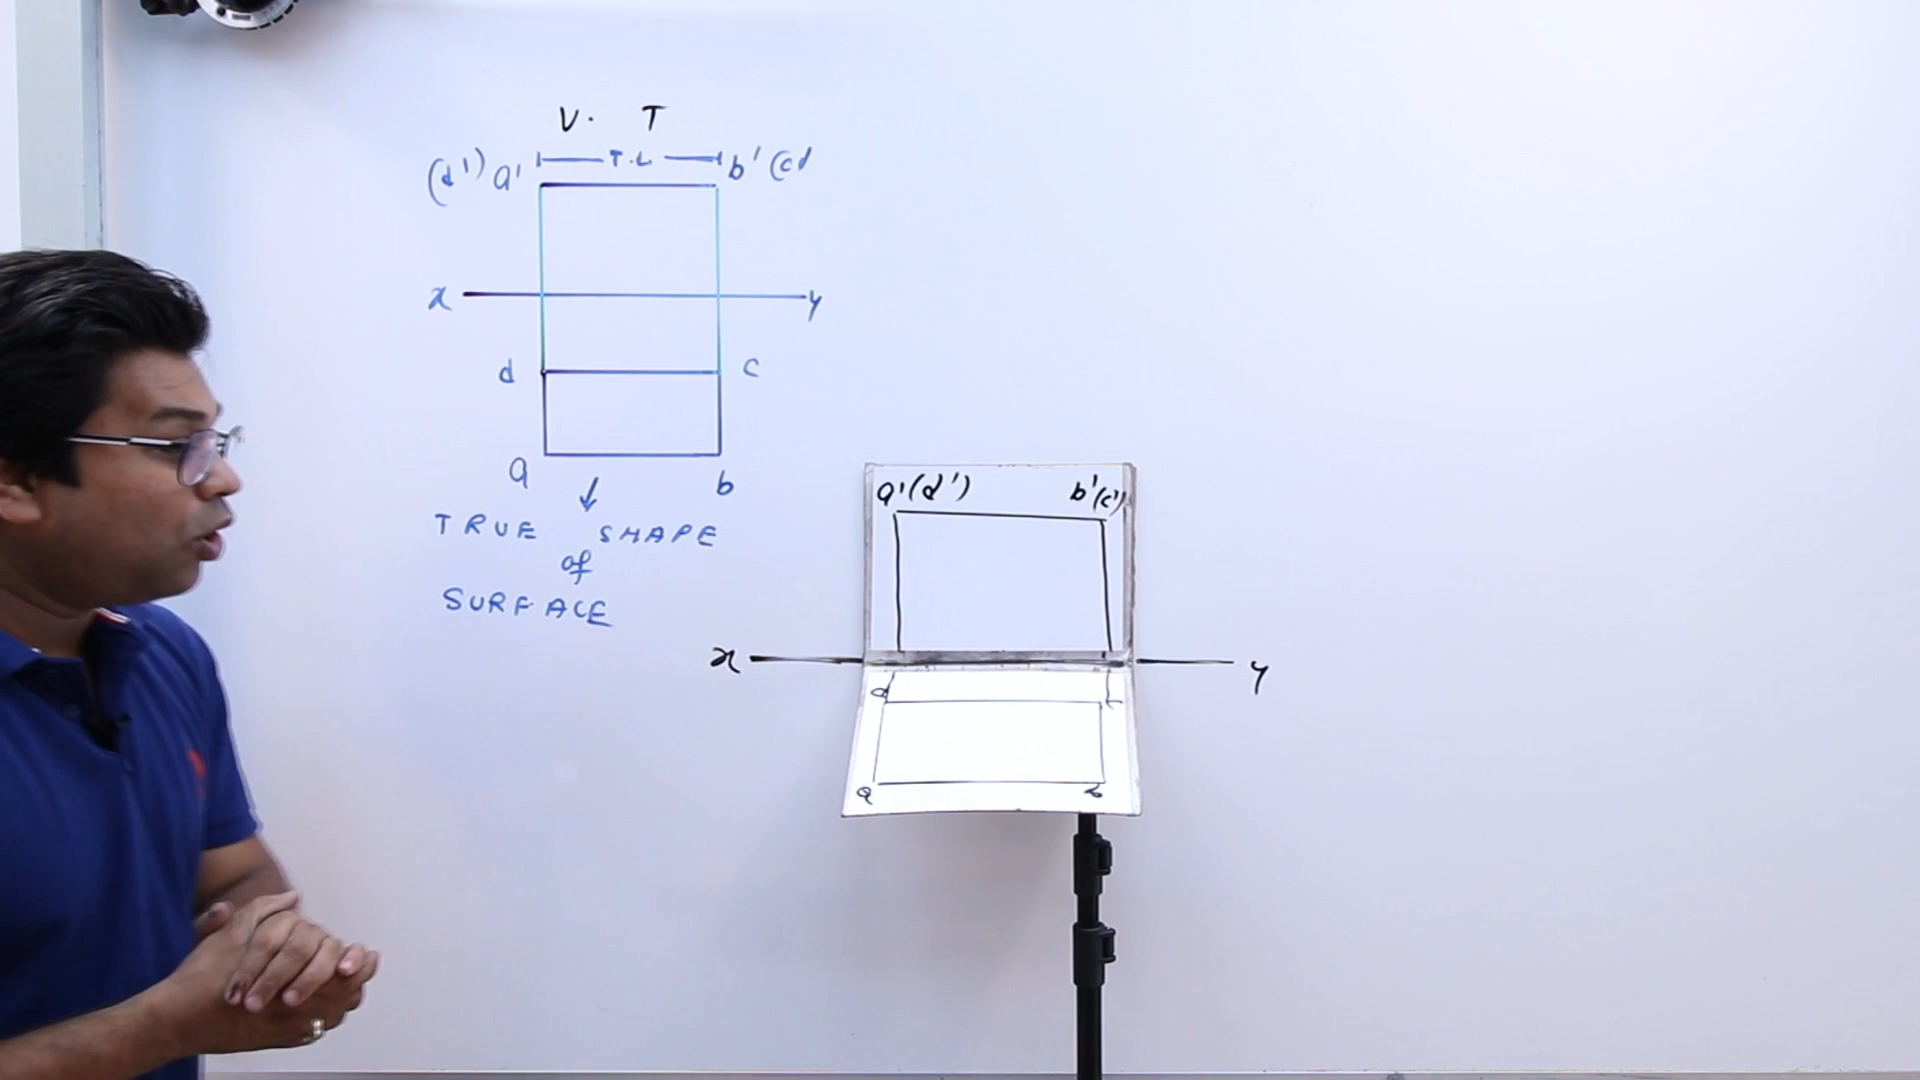 V. T
(d') a' T.L. b' (c'
x y
d c
a b
TRUE SHAPE
of
SURFACE
a'(d') b'(c')
x y
d c
a b